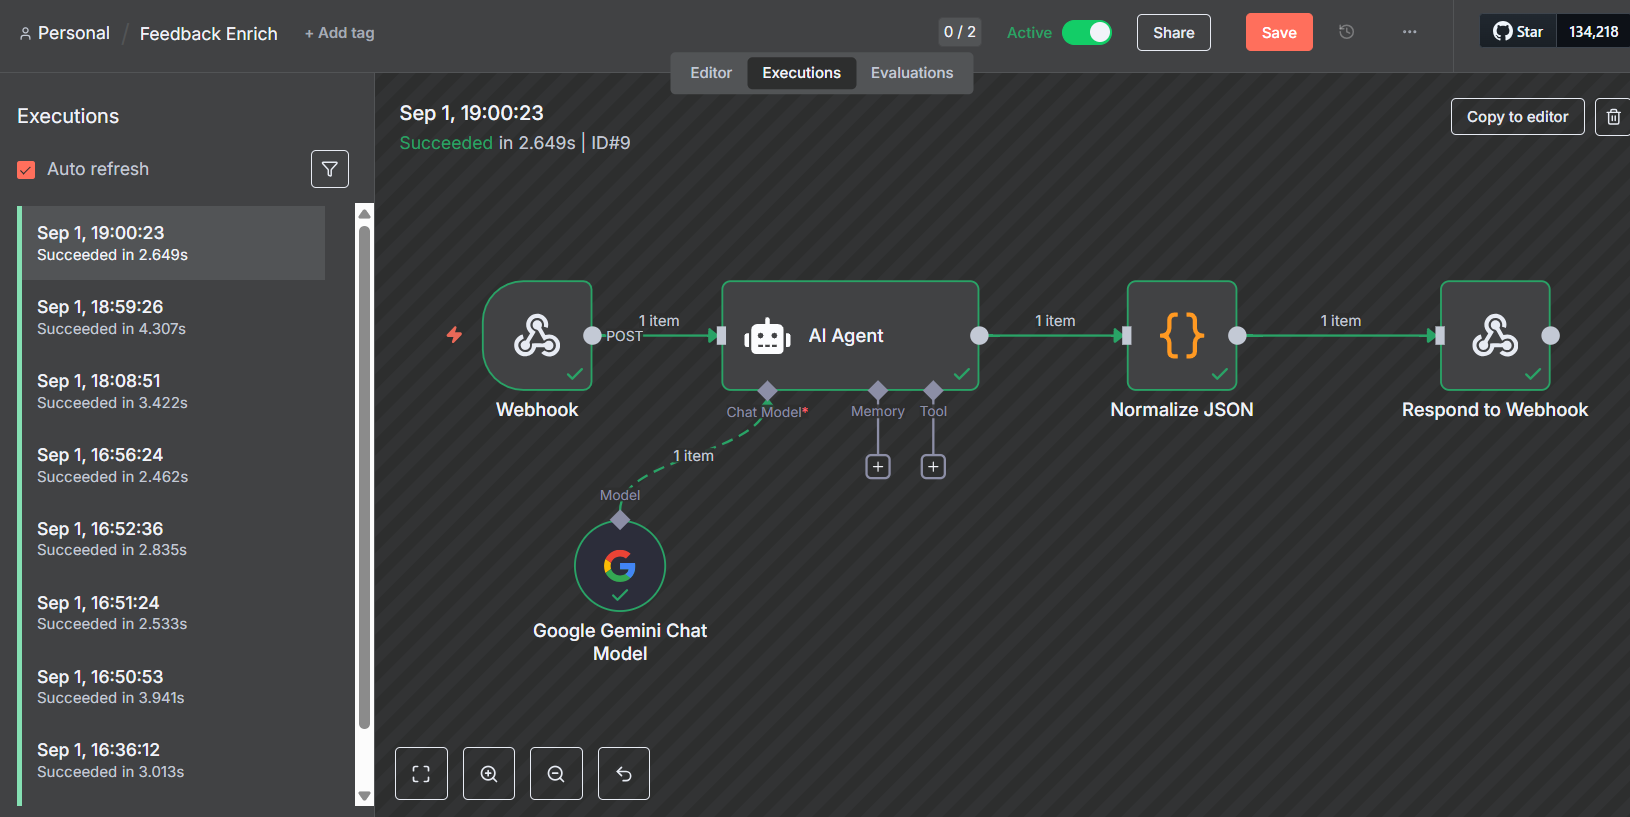 Personal / Feedback Enrich + Add tag
0 / 2
Active
Share
Save
Star 134,218
Editor Executions Evaluations
Executions
Auto refresh
Sep 1, 19:00:23
Succeeded in 2.649s
Sep 1, 18:59:26
Succeeded in 4.307s
Sep 1, 18:08:51
Succeeded in 3.422s
Sep 1, 16:56:24
Succeeded in 2.462s
Sep 1, 16:52:36
Succeeded in 2.835s
Sep 1, 16:51:24
Succeeded in 2.533s
Sep 1, 16:50:53
Succeeded in 3.941s
Sep 1, 16:36:12
Succeeded in 3.013s
Sep 1, 19:00:23
Succeeded in 2.649s | ID#9
Copy to editor
POST
1 item
AI Agent
1 item
1 item
Webhook
Chat Model*
Memory
Tool
Normalize JSON
Respond to Webhook
1 item
Model
Google Gemini Chat
Model